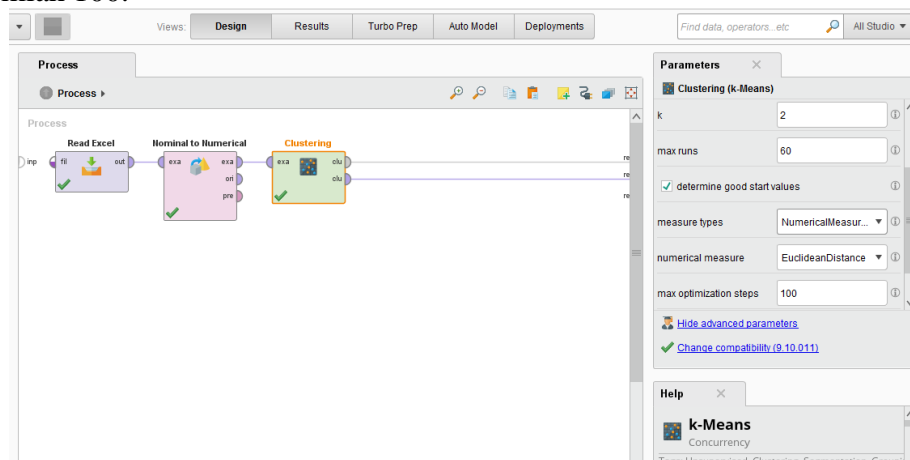 Views: Design Results Turbo Prep Auto Model Deployments Find data, operators...etc All Studio
Process
Process
Process
Read Excel Nominal to Numerical Clustering
inp fil out exa exa exa clu
ori clu
pre
re
re
re
Parameters
Clustering (k-Means)
k 2
max runs 60
determine good start values
measure types NumericalMeasur...
numerical measure EuclideanDistance
max optimization steps 100
Hide advanced parameters
Change compatibility (9.10.011)
Help
k-Means
Concurrency